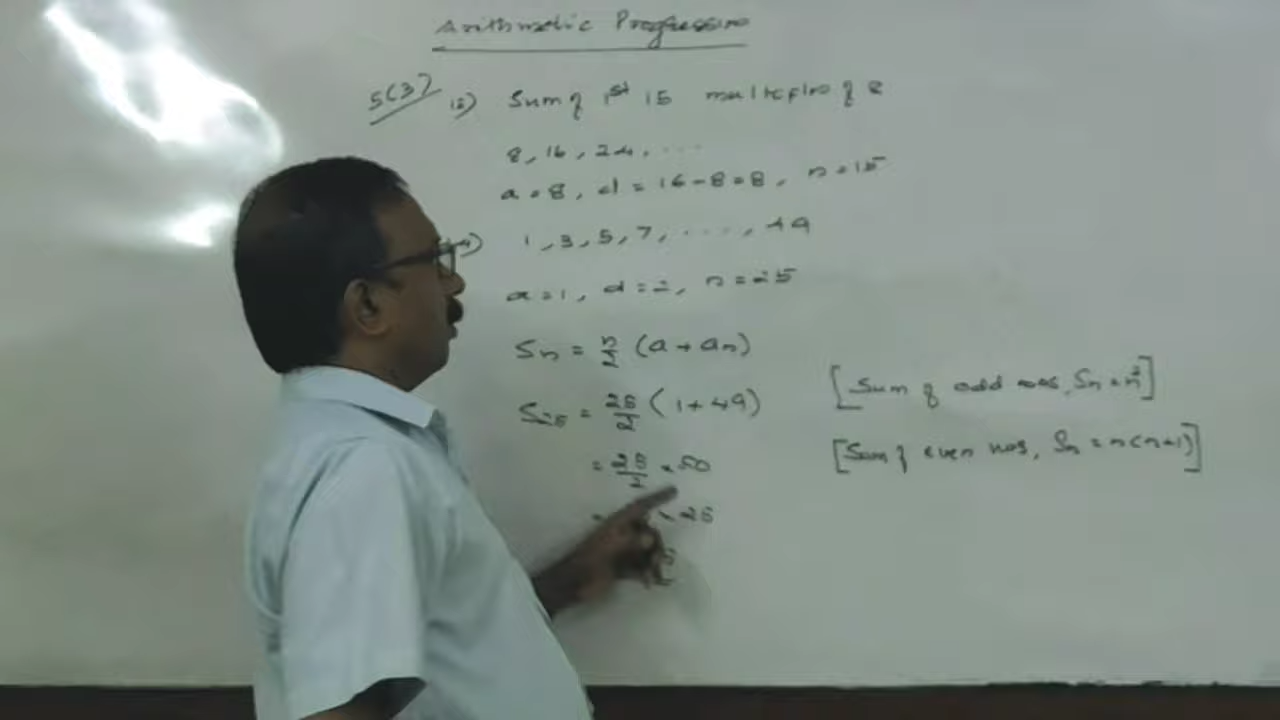 Arithmetic Progression
5(3) 12) Sum of 1st 15 multiples of 8
8, 16, 24, ....
a = 8, d = 16-8=8, n=15
1, 3, 5, 7, ...., 49
a=1, d=2, n=25
Sn = n/2 (a+an)
S25 = 25/2 (1+49)
[Sum of odd nos, Sn = n²]
= 25/2 × 50
[Sum of even nos, Sn = n(n+1)]
= × 25